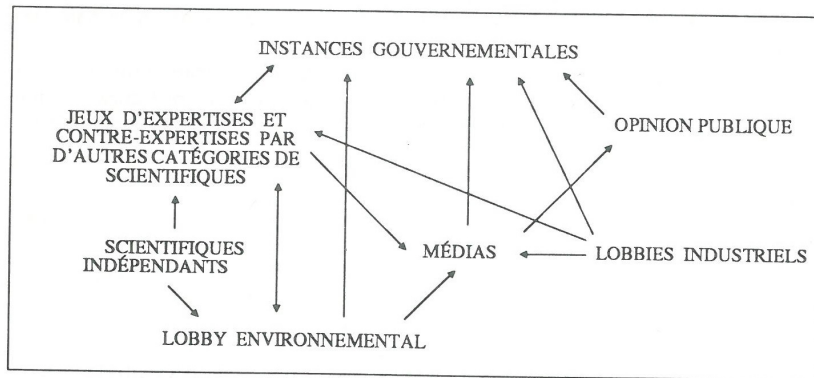 INSTANCES GOUVERNEMENTALES
JEUX D'EXPERTISES ET
CONTRE-EXPERTISES PAR
D'AUTRES CATÉGORIES DE
SCIENTIFIQUES
OPINION PUBLIQUE
SCIENTIFIQUES
INDÉPENDANTS
MÉDIAS
LOBBIES INDUSTRIELS
LOBBY ENVIRONNEMENTAL